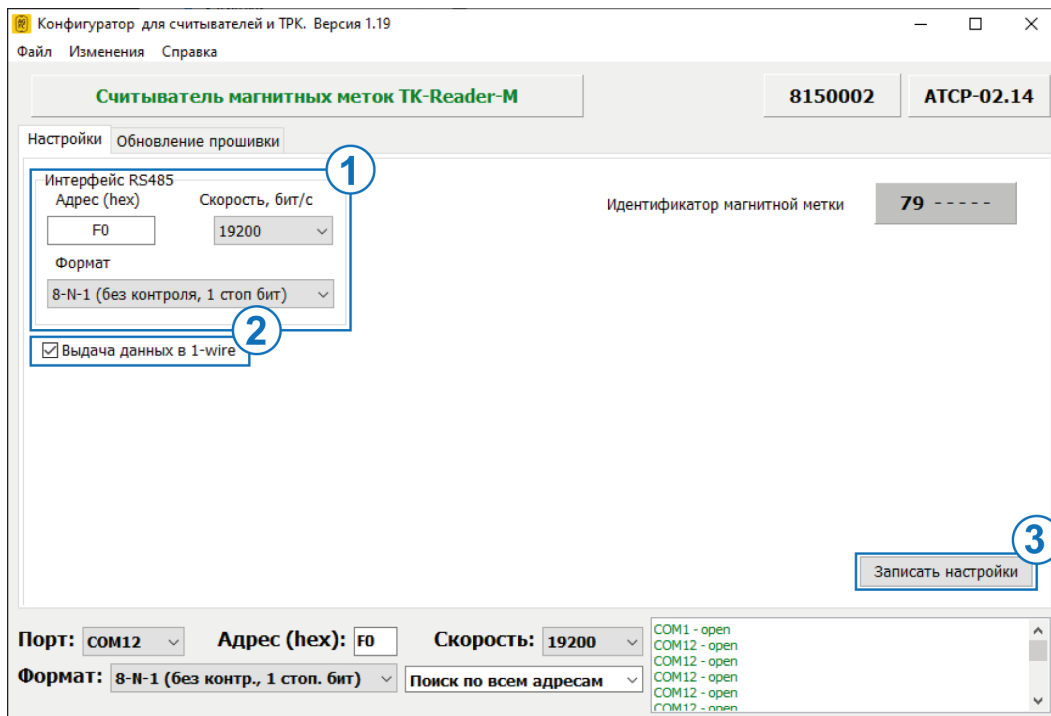 Конфигуратор для считывателей и ТРК. Версия 1.19
Файл Изменения Справка
Считыватель магнитных меток TK-Reader-M
8150002
ATCP-02.14
Настройки Обновление прошивки
1
Интерфейс RS485
Адрес (hex) Скорость, бит/с
F0 19200
Формат
8-N-1 (без контроля, 1 стоп бит)
Идентификатор магнитной метки 79 -----
2
Выдача данных в 1-wire
3
Записать настройки
Порт: COM12 Адрес (hex): F0 Скорость: 19200
Формат: 8-N-1 (без контр., 1 стоп. бит) Поиск по всем адресам
COM1 - open
COM12 - open
COM12 - open
COM12 - open
COM12 - open
COM12 - open